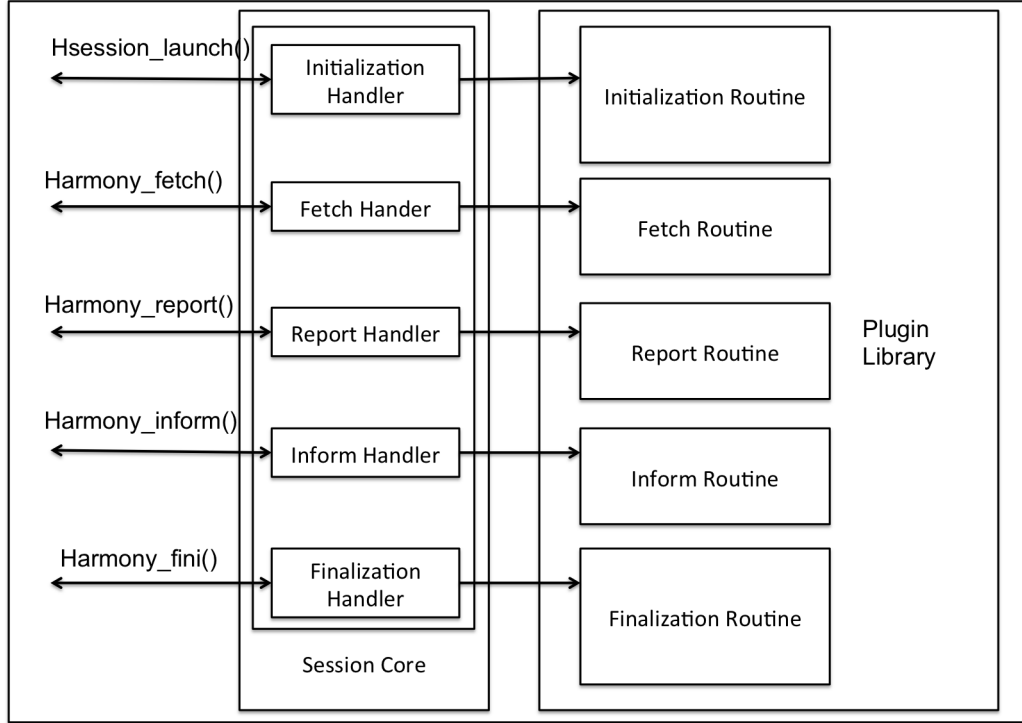 Hsession_launch()
Initialization
Handler
Initialization Routine
Harmony_fetch()
Fetch Hander
Fetch Routine
Harmony_report()
Report Handler
Report Routine
Plugin
Library
Harmony_inform()
Inform Handler
Inform Routine
Harmony_fini()
Finalization
Handler
Finalization Routine
Session Core